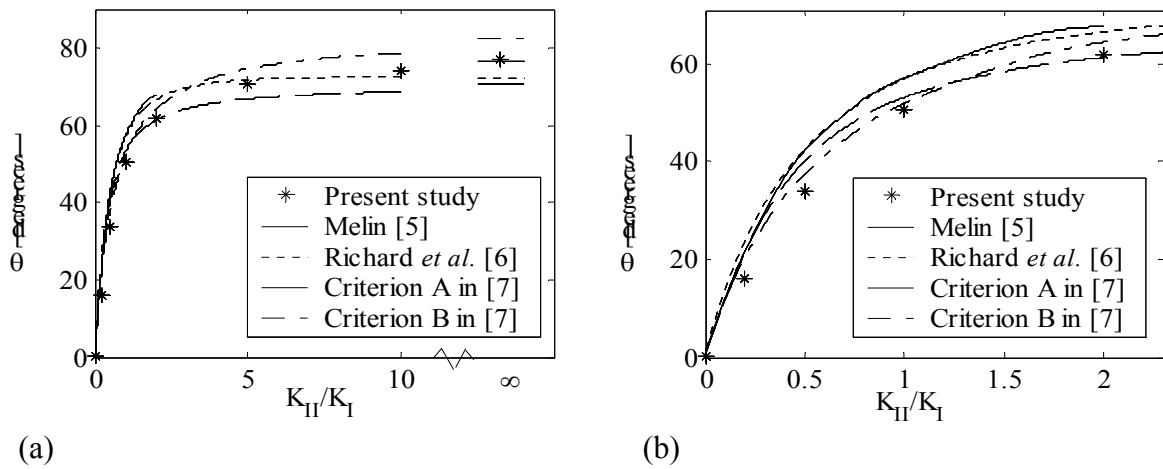 80
60
40
20
0
θ [degrees]
0
5
10
∞
K_II/K_I
Present study
Melin [5]
Richard et al. [6]
Criterion A in [7]
Criterion B in [7]
(a)
60
40
20
0
θ [degrees]
0
0.5
1
1.5
2
K_II/K_I
Present study
Melin [5]
Richard et al. [6]
Criterion A in [7]
Criterion B in [7]
(b)